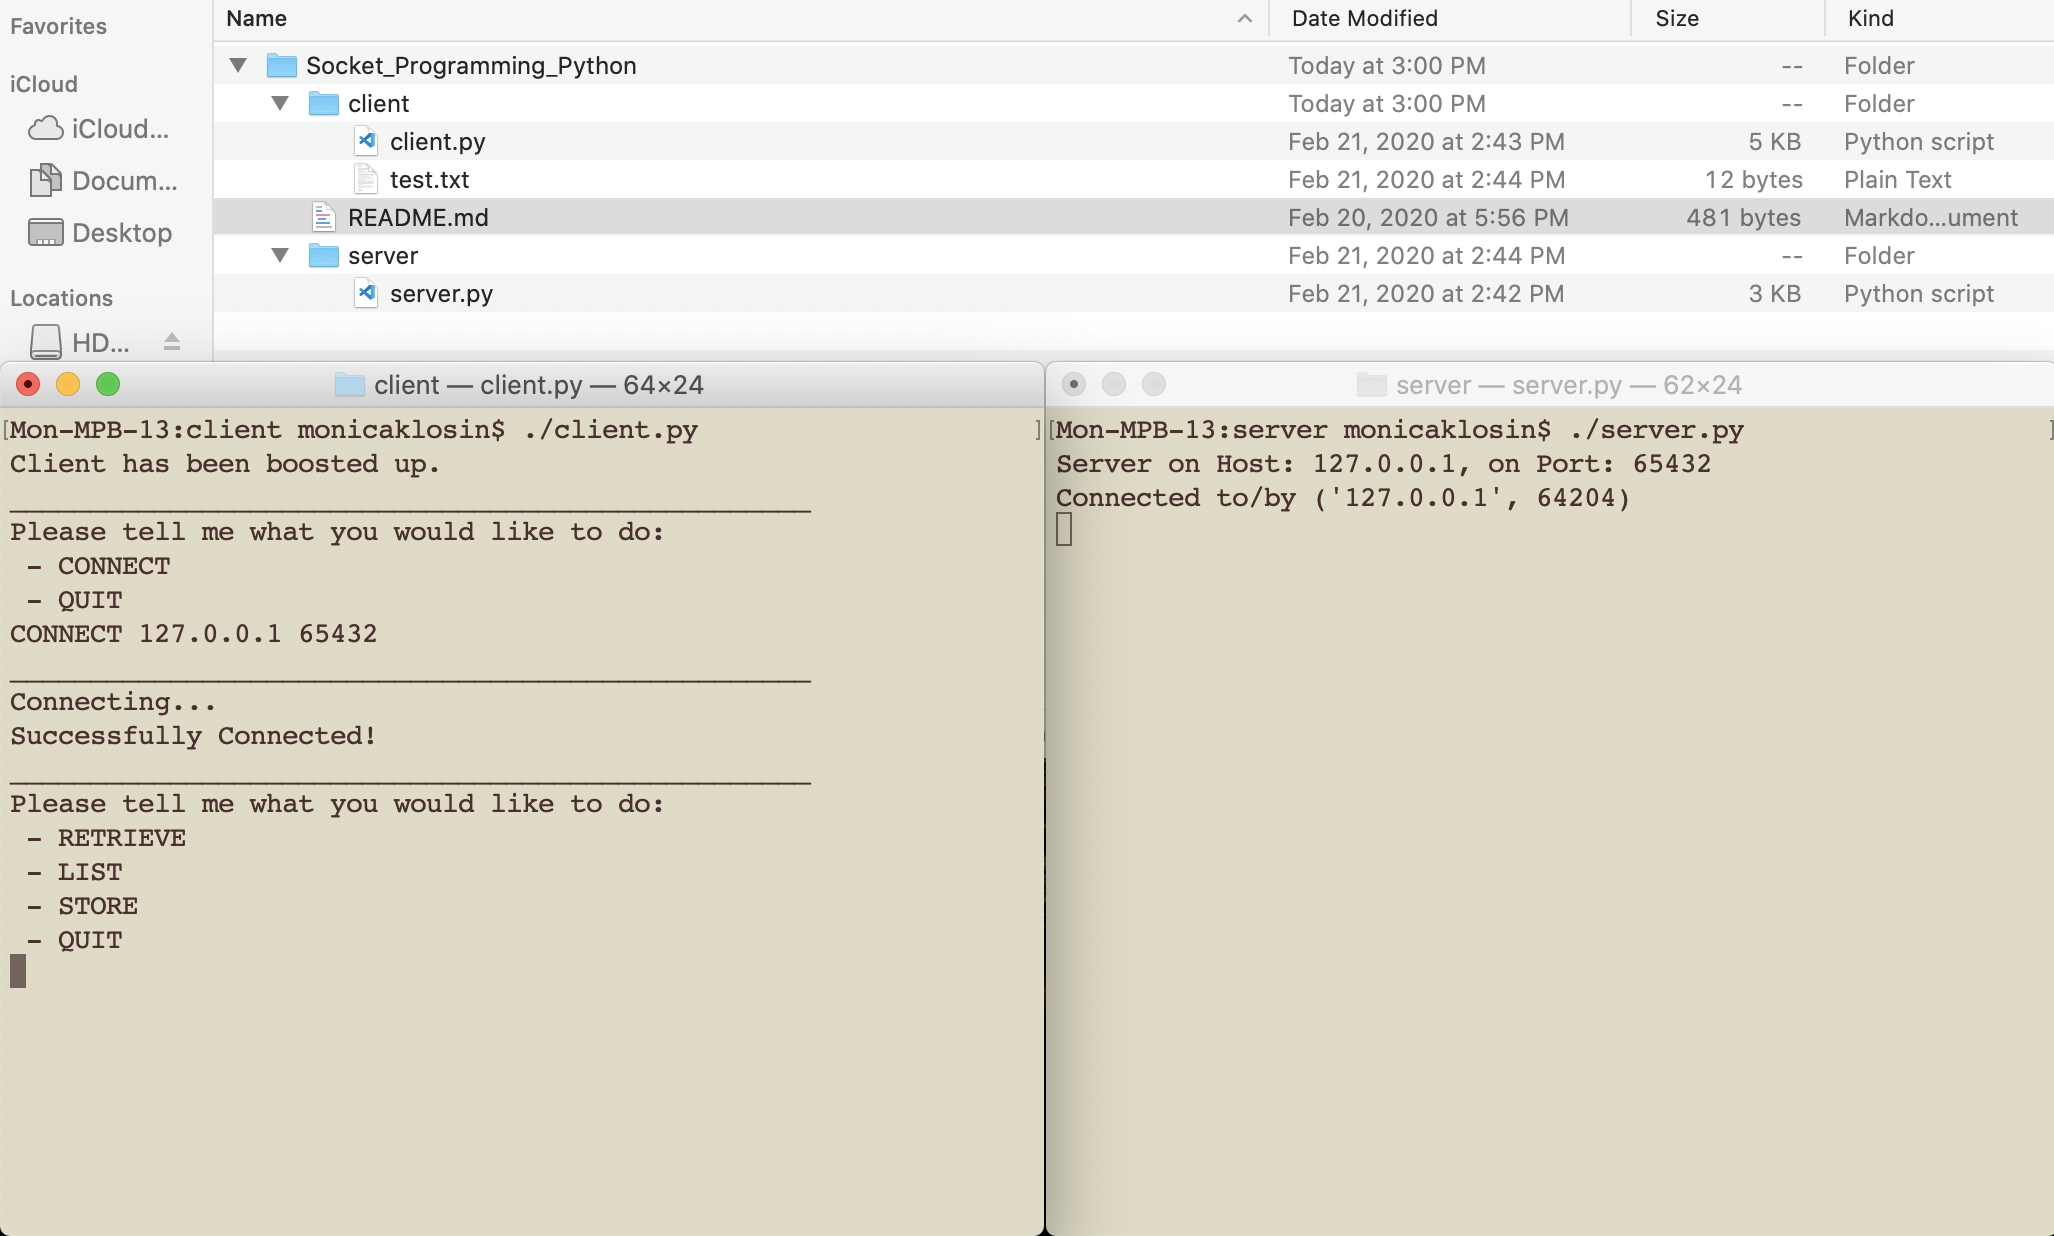 Favorites
iCloud
iCloud...
Docum...
Desktop
Locations
HD...
Name Date Modified Size Kind
Socket_Programming_Python Today at 3:00 PM -- Folder
client Today at 3:00 PM -- Folder
client.py Feb 21, 2020 at 2:43 PM 5 KB Python script
test.txt Feb 21, 2020 at 2:44 PM 12 bytes Plain Text
README.md Feb 20, 2020 at 5:56 PM 481 bytes Markdo...ument
server Feb 21, 2020 at 2:44 PM -- Folder
server.py Feb 21, 2020 at 2:42 PM 3 KB Python script
client — client.py — 64×24
[Mon-MPB-13:client monicaklosin$ ./client.py ]
Client has been boosted up.
__________________________________________________
Please tell me what you would like to do:
- CONNECT
- QUIT
CONNECT 127.0.0.1 65432
__________________________________________________
Connecting...
Successfully Connected!
__________________________________________________
Please tell me what you would like to do:
- RETRIEVE
- LIST
- STORE
- QUIT
server — server.py — 62×24
[Mon-MPB-13:server monicaklosin$ ./server.py ]
Server on Host: 127.0.0.1, on Port: 65432
Connected to/by ('127.0.0.1', 64204)